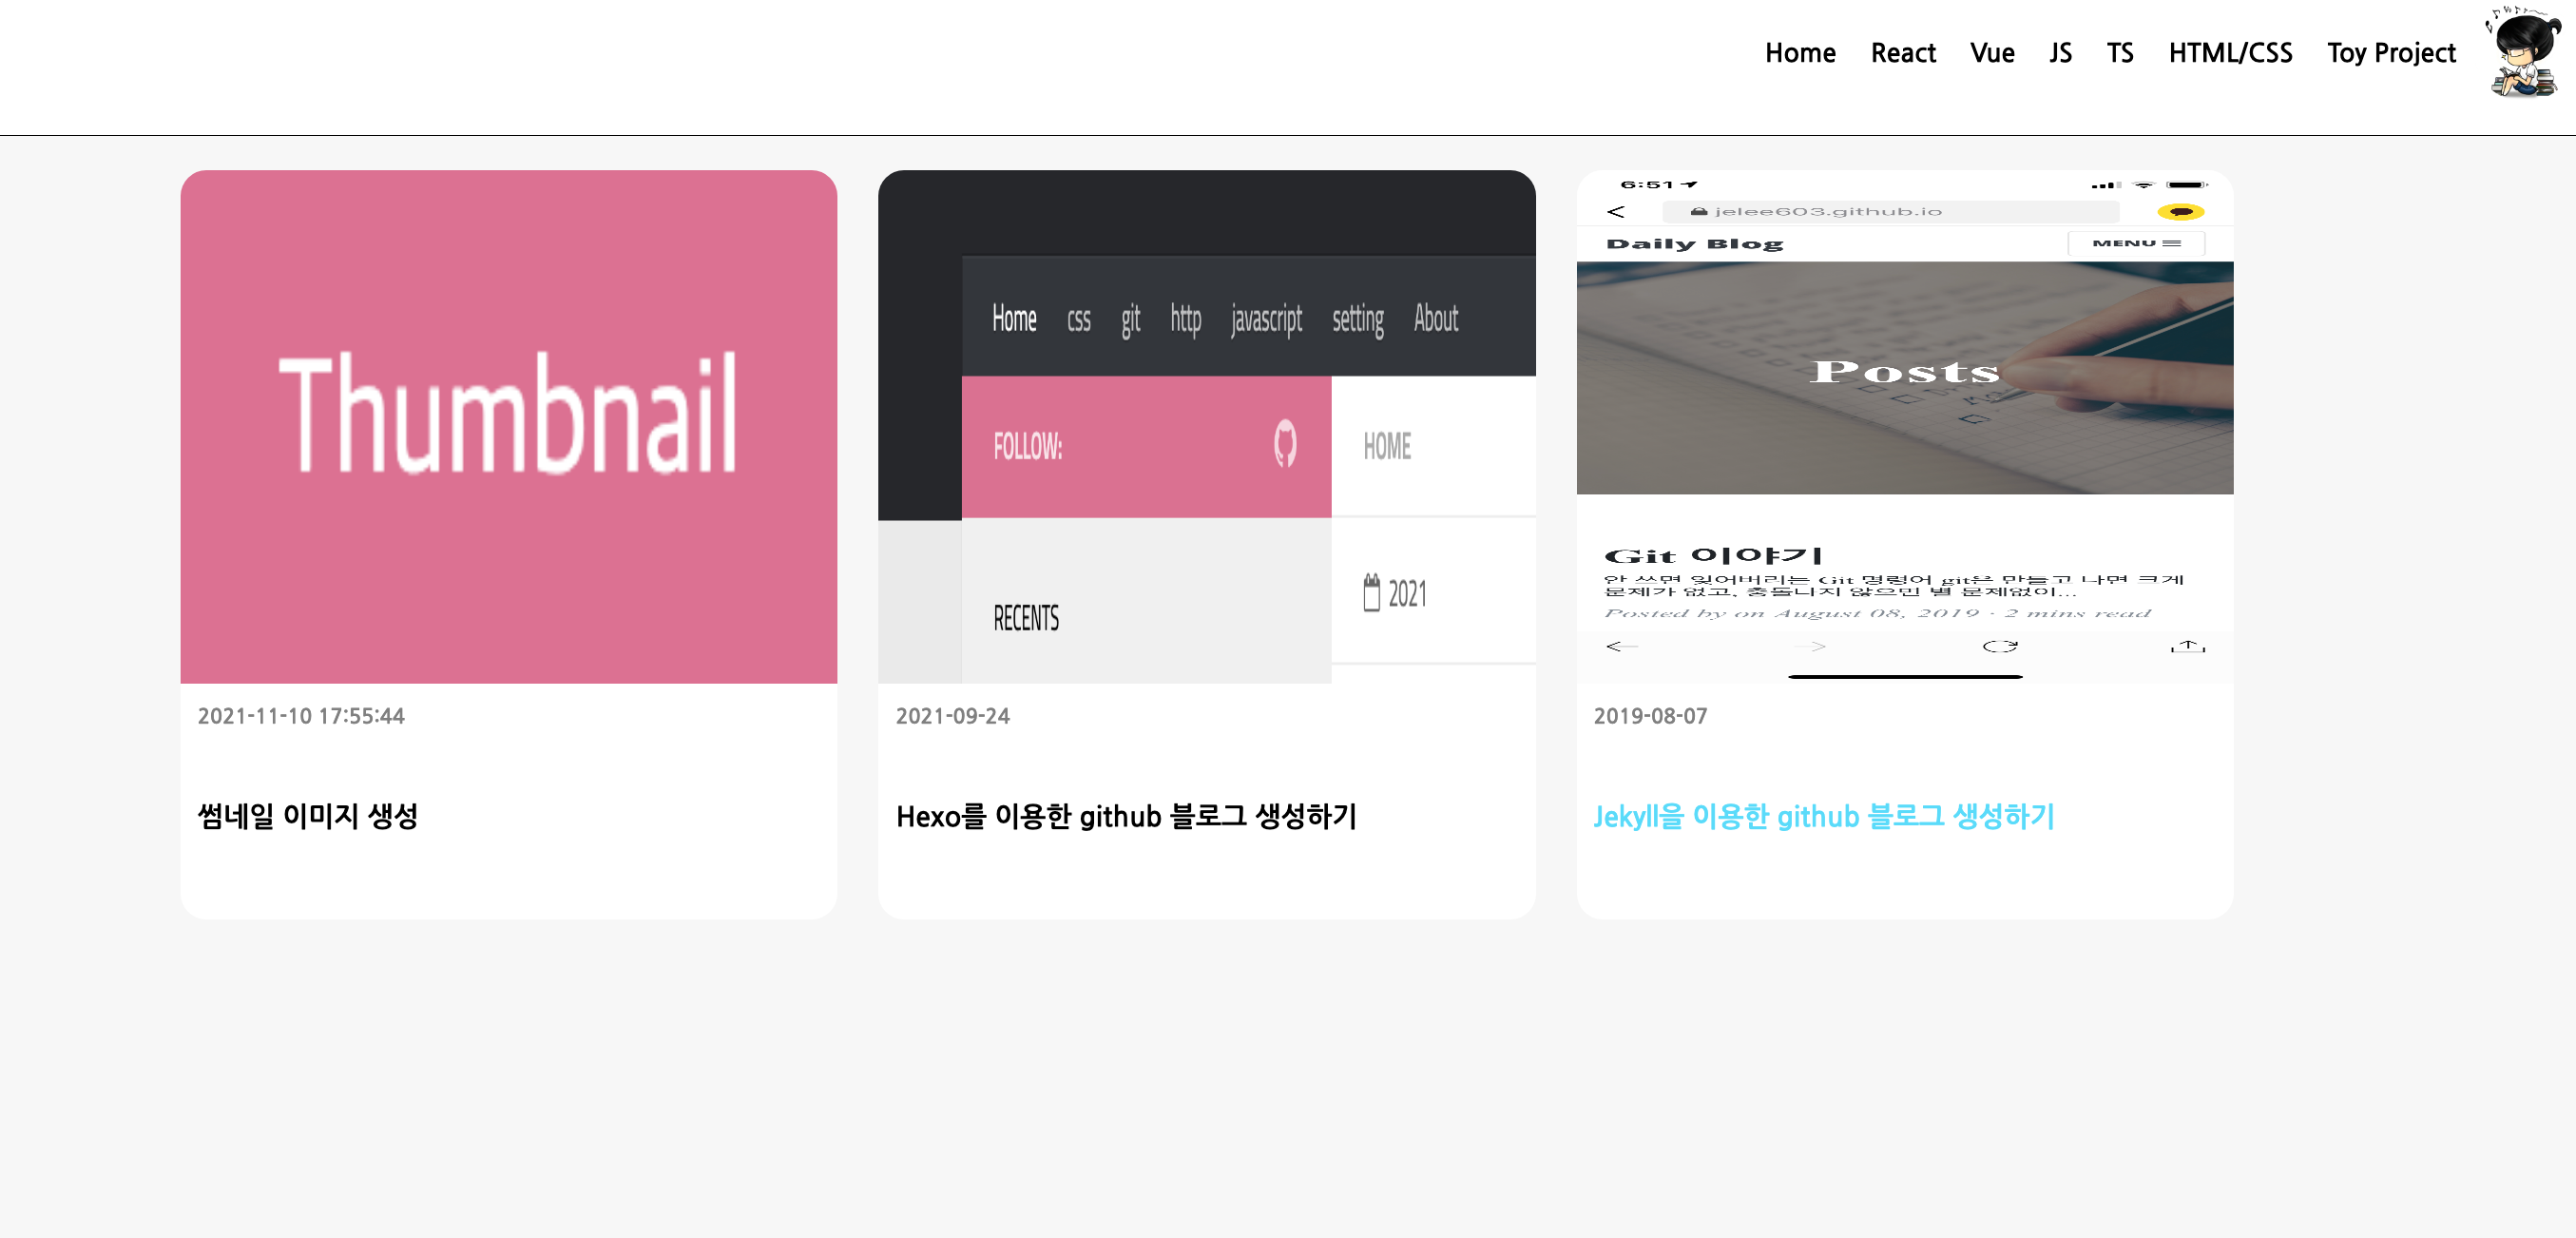 Home React Vue JS TS HTML/CSS Toy Project
Thumbnail
2021-11-10 17:55:44
썸네일 이미지 생성
Home css git http javascript setting About
FOLLOW:
HOME
2021
RECENTS
2021-09-24
Hexo를 이용한 github 블로그 생성하기
6:51
jelee603.github.io
Daily Blog
MENU
Posts
Git 이야기
안 쓰면 잊어버리는 Git 명령어 git은 만들고 나면 크게
문제가 없고, 충돌나지 않으면 별 문제없이...
Posted by on August 08, 2019 · 2 mins read
2019-08-07
Jekyll을 이용한 github 블로그 생성하기